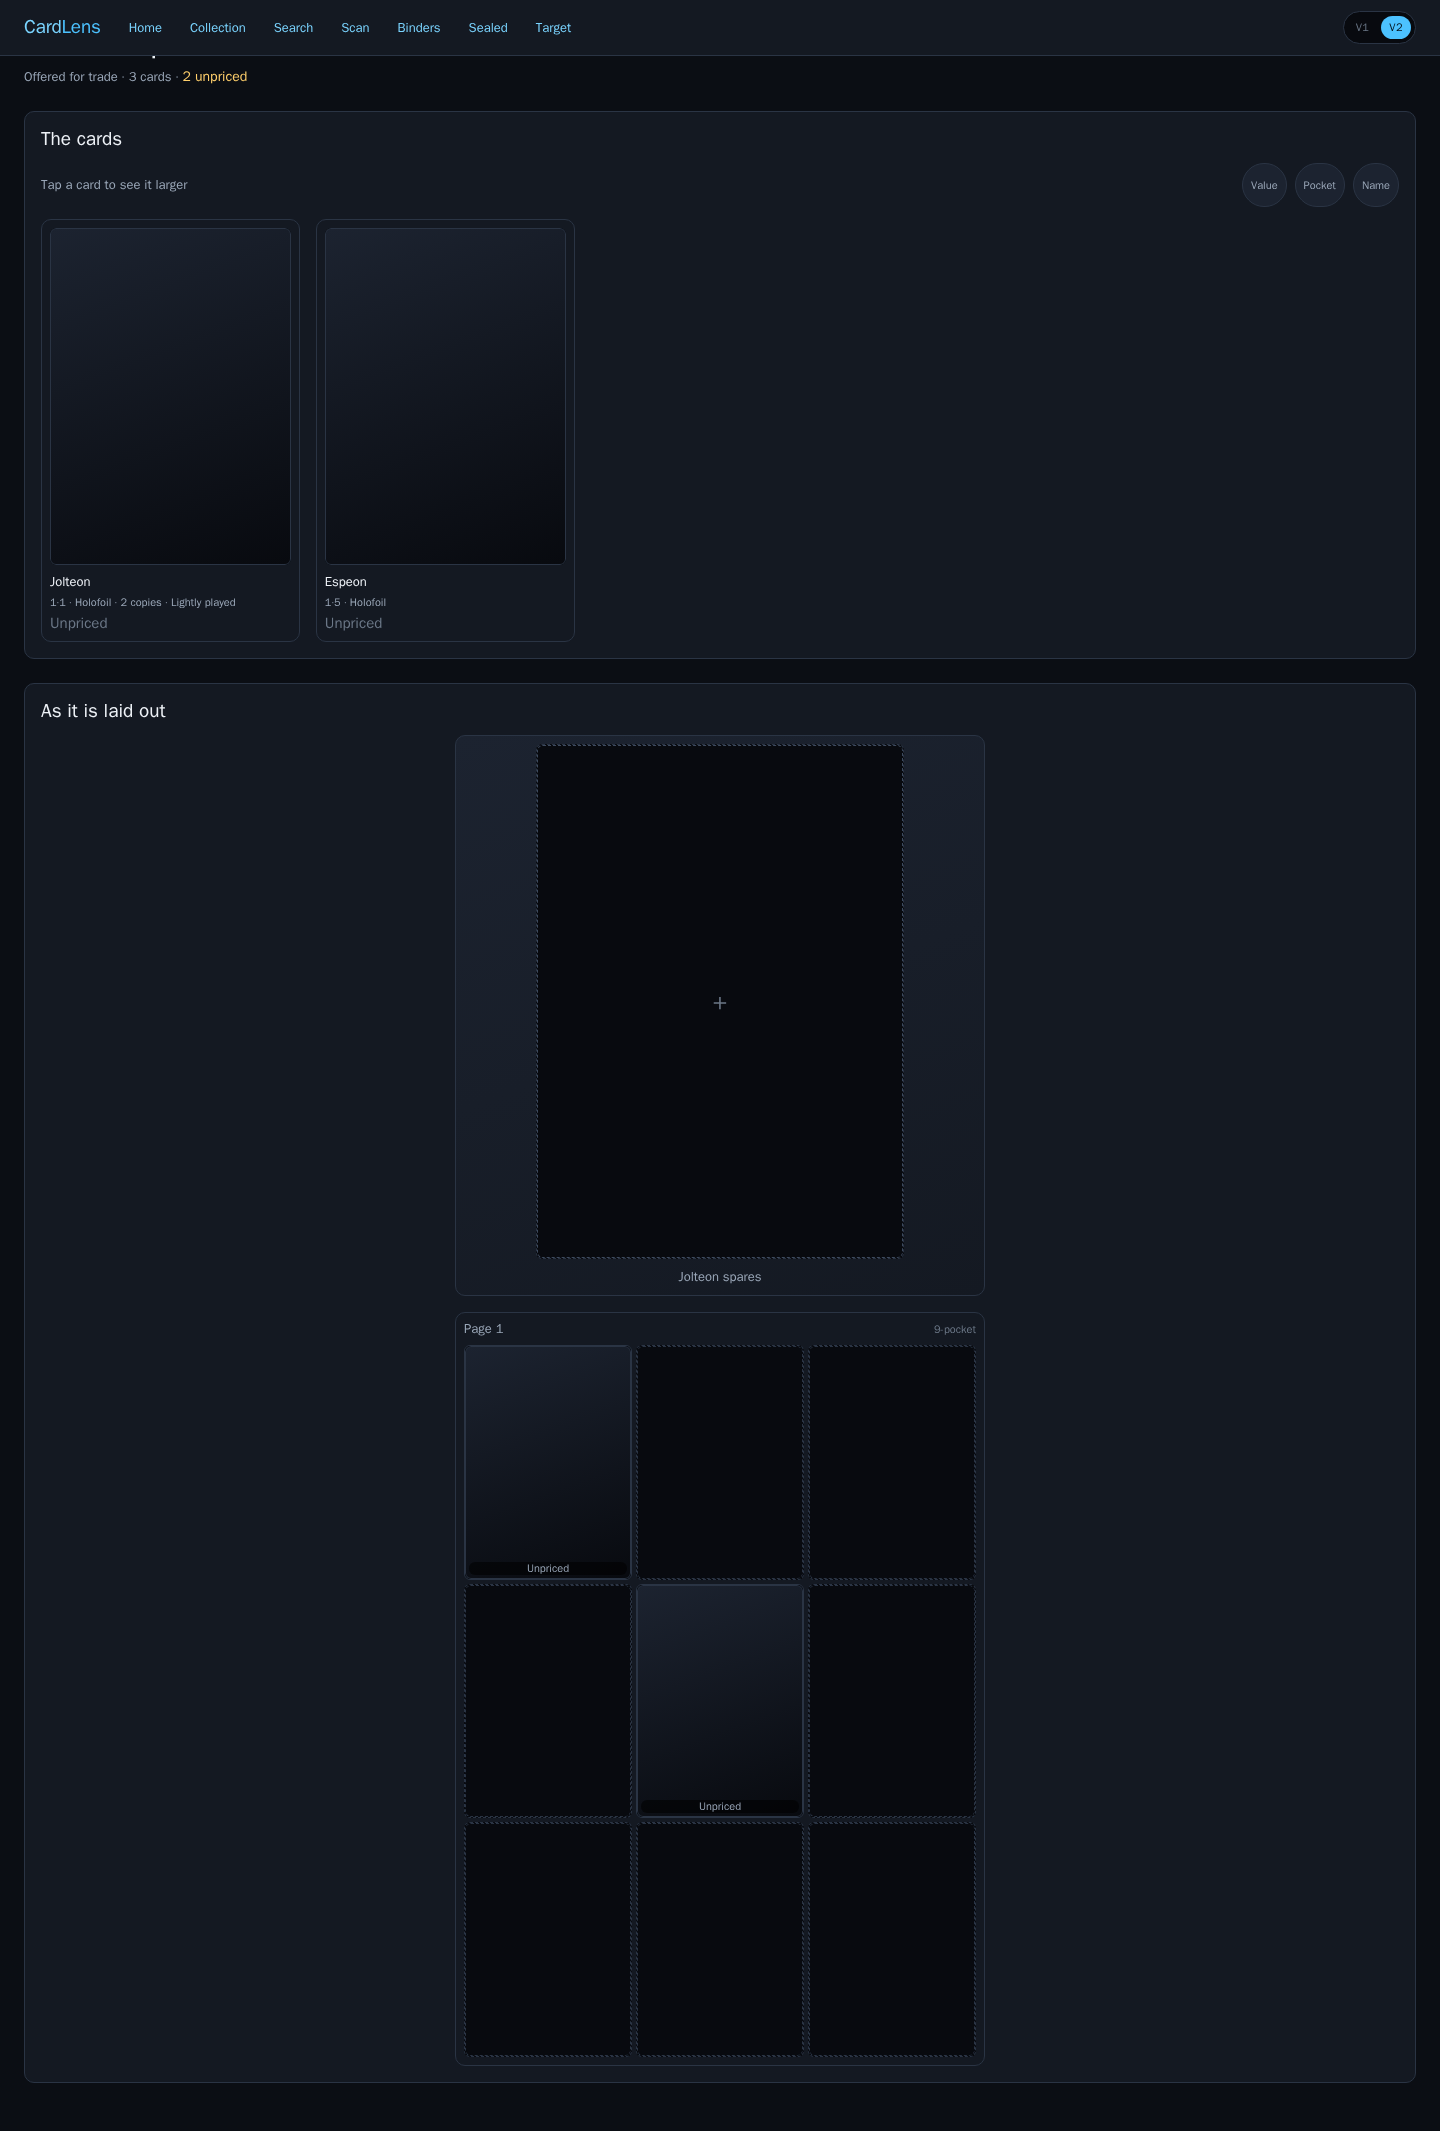 CardLens Home Collection Search Scan Binders Sealed Target V1 V2
Offered for trade · 3 cards · 2 unpriced
The cards
Tap a card to see it larger Value Pocket Name
Jolteon
1·1 · Holofoil · 2 copies · Lightly played
Unpriced
Espeon
1·5 · Holofoil
Unpriced
As it is laid out
+
Jolteon spares
Page 1 9-pocket
Unpriced
Unpriced